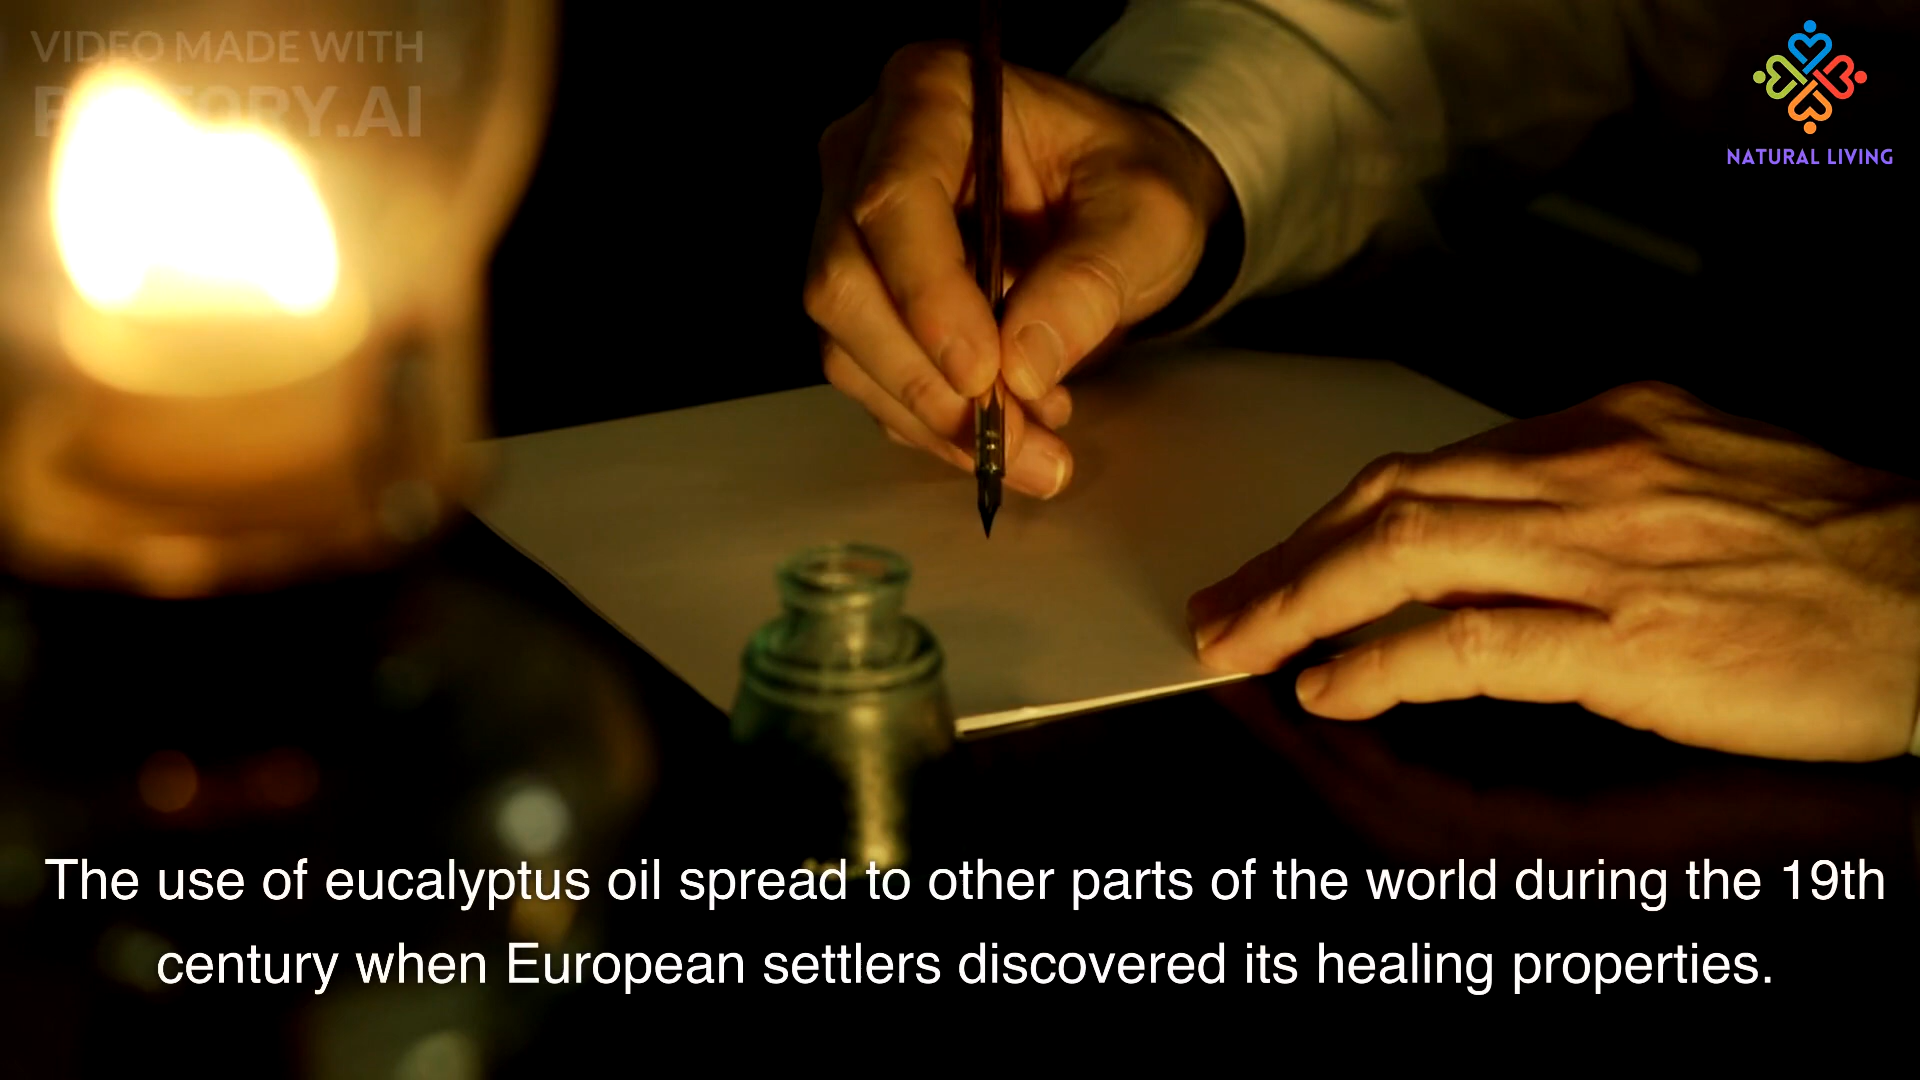 VIDEO MADE WITH
NATURAL LIVING
The use of eucalyptus oil spread to other parts of the world during the 19th
century when European settlers discovered its healing properties.